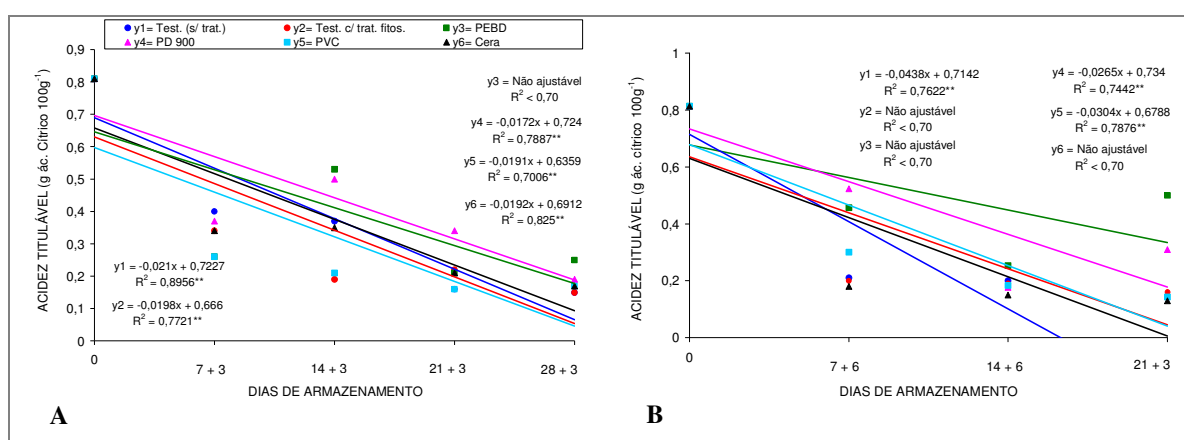 y1= Test. (s/ trat.) y2= Test. c/ trat. fitos. y3= PEBD
y4= PD 900 y5= PVC y6= Cera
ACIDEZ TITULÁVEL (g ác. Cítrico 100g-1)
0,9
0,8
0,7
0,6
0,5
0,4
0,3
0,2
0,1
0
y3 = Não ajustável
R² < 0,70
y4 = -0,0172x + 0,724
R² = 0,7887**
y5 = -0,0191x + 0,6359
R² = 0,7006**
y6 = -0,0192x + 0,6912
R² = 0,825**
y1 = -0,021x + 0,7227
R² = 0,8956**
y2 = -0,0198x + 0,666
R² = 0,7721**
0 7 + 3 14 + 3 21 + 3 28 + 3
DIAS DE ARMAZENAMENTO
A
ACIDEZ TITULÁVEL (g ác. cítrico 100g-1)
1
0,8
0,6
0,4
0,2
0
y1 = -0,0438x + 0,7142
R² = 0,7622**
y2 = Não ajustável
R² < 0,70
y3 = Não ajustável
R² < 0,70
y4 = -0,0265x + 0,734
R² = 0,7442**
y5 = -0,0304x + 0,6788
R² = 0,7876**
y6 = Não ajustável
R² < 0,70
0 7 + 6 14 + 6 21 + 3
DIAS DE ARMAZENAMENTO
B